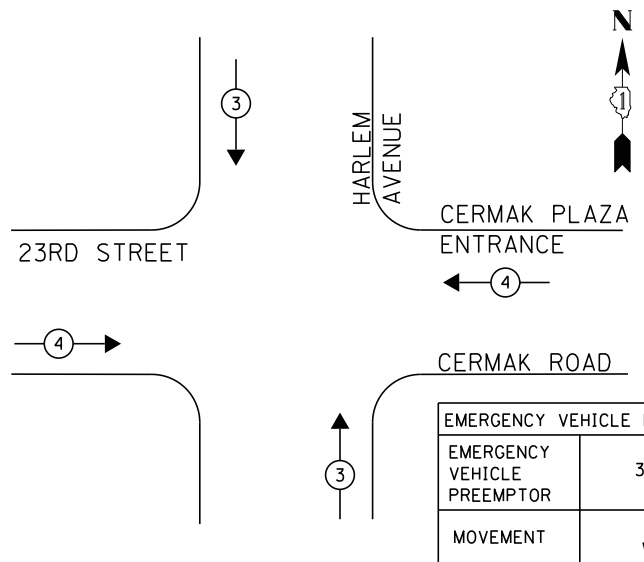 N
1
3
HARLEM
AVENUE
CERMAK PLAZA
ENTRANCE
23RD STREET
4
4
CERMAK ROAD
3
EMERGENCY VEHICLE
EMERGENCY
VEHICLE
PREEMPTOR
3
MOVEMENT